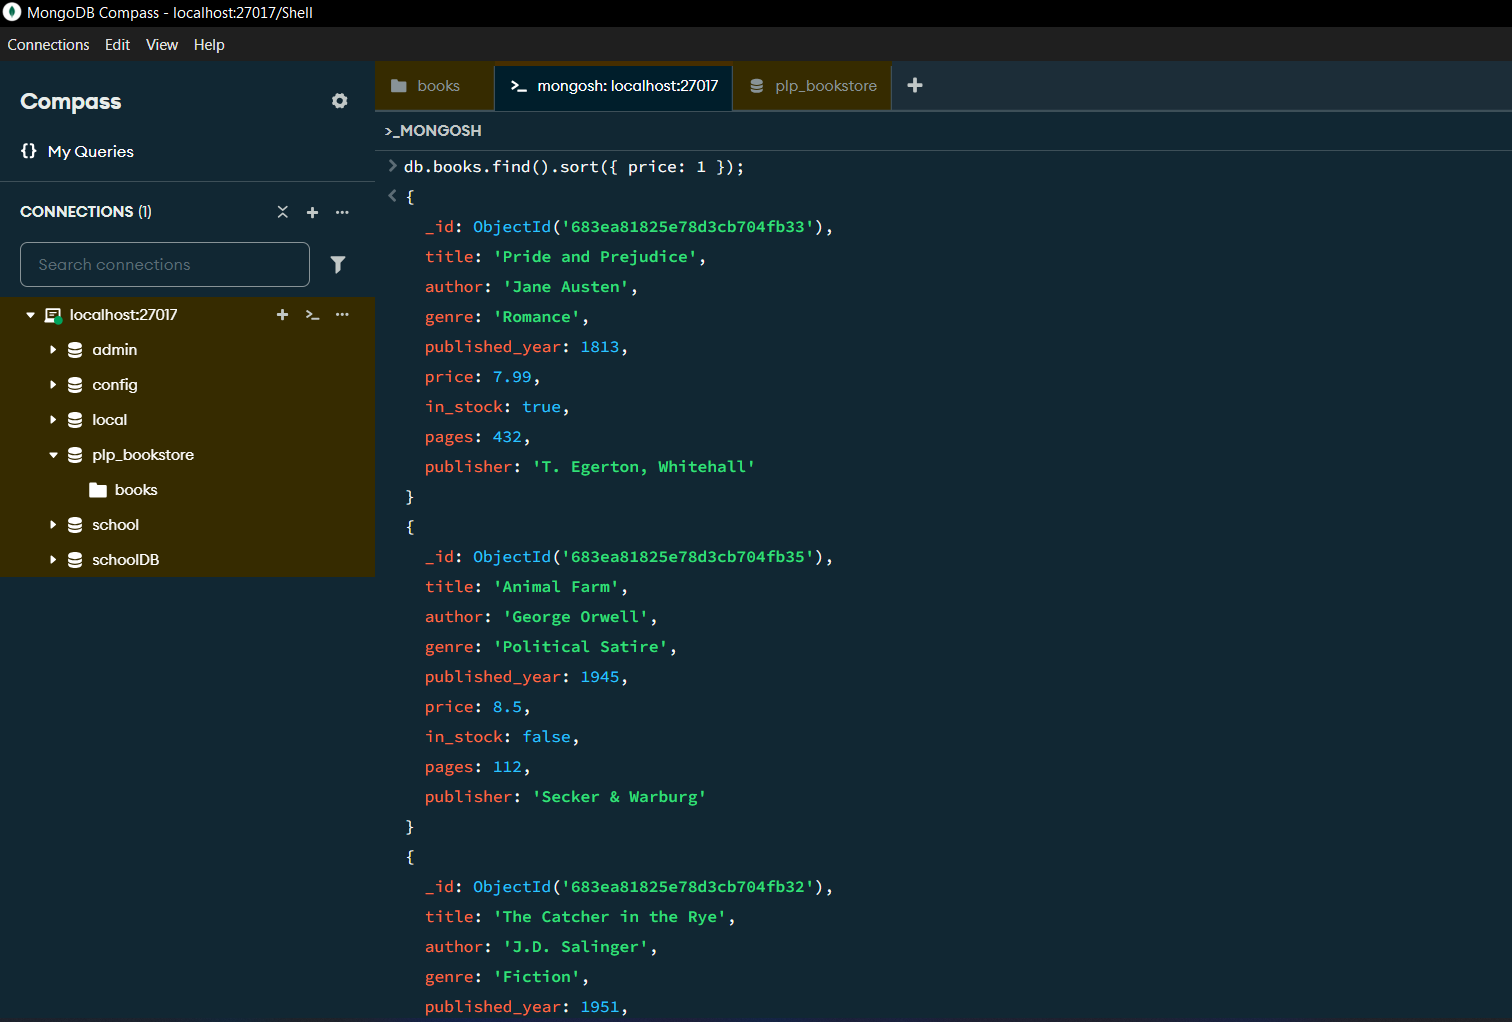 MongoDB Compass - localhost:27017/Shell
Connections Edit View Help
Compass
{} My Queries
CONNECTIONS (1)
Search connections
localhost:27017
admin
config
local
plp_bookstore
books
school
schoolDB
books
>_ mongosh: localhost:27017
plp_bookstore
>_MONGOSH
> db.books.find().sort({ price: 1 });
< {
_id: ObjectId('683ea81825e78d3cb704fb33'),
title: 'Pride and Prejudice',
author: 'Jane Austen',
genre: 'Romance',
published_year: 1813,
price: 7.99,
in_stock: true,
pages: 432,
publisher: 'T. Egerton, Whitehall'
}
{
_id: ObjectId('683ea81825e78d3cb704fb35'),
title: 'Animal Farm',
author: 'George Orwell',
genre: 'Political Satire',
published_year: 1945,
price: 8.5,
in_stock: false,
pages: 112,
publisher: 'Secker & Warburg'
}
{
_id: ObjectId('683ea81825e78d3cb704fb32'),
title: 'The Catcher in the Rye',
author: 'J.D. Salinger',
genre: 'Fiction',
published_year: 1951,